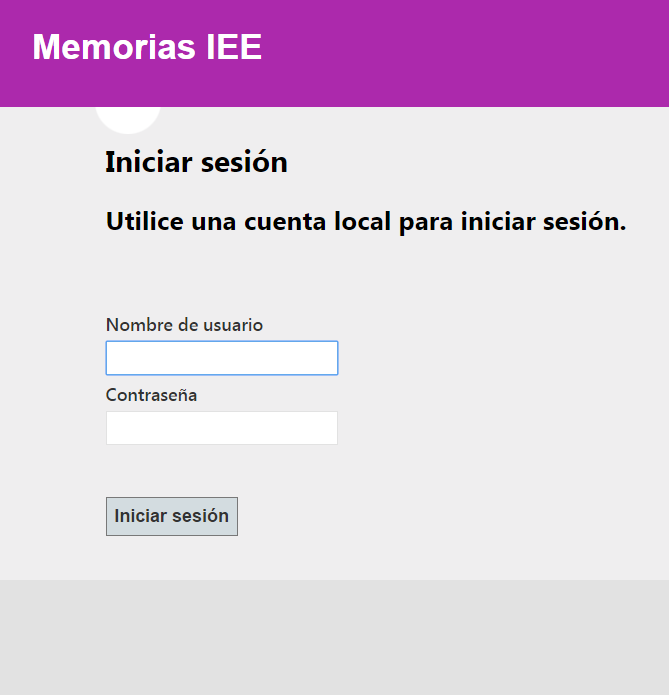 Memorias IEE
Iniciar sesión
Utilice una cuenta local para iniciar sesión.
Nombre de usuario
Contraseña
Iniciar sesión